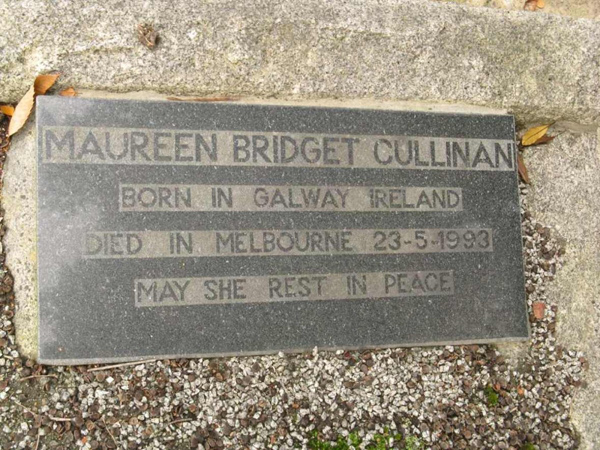 MAUREEN BRIDGET CULLINAN
BORN IN GALWAY IRELAND
DIED IN MELBOURNE 23-5-1993
MAY SHE REST IN PEACE